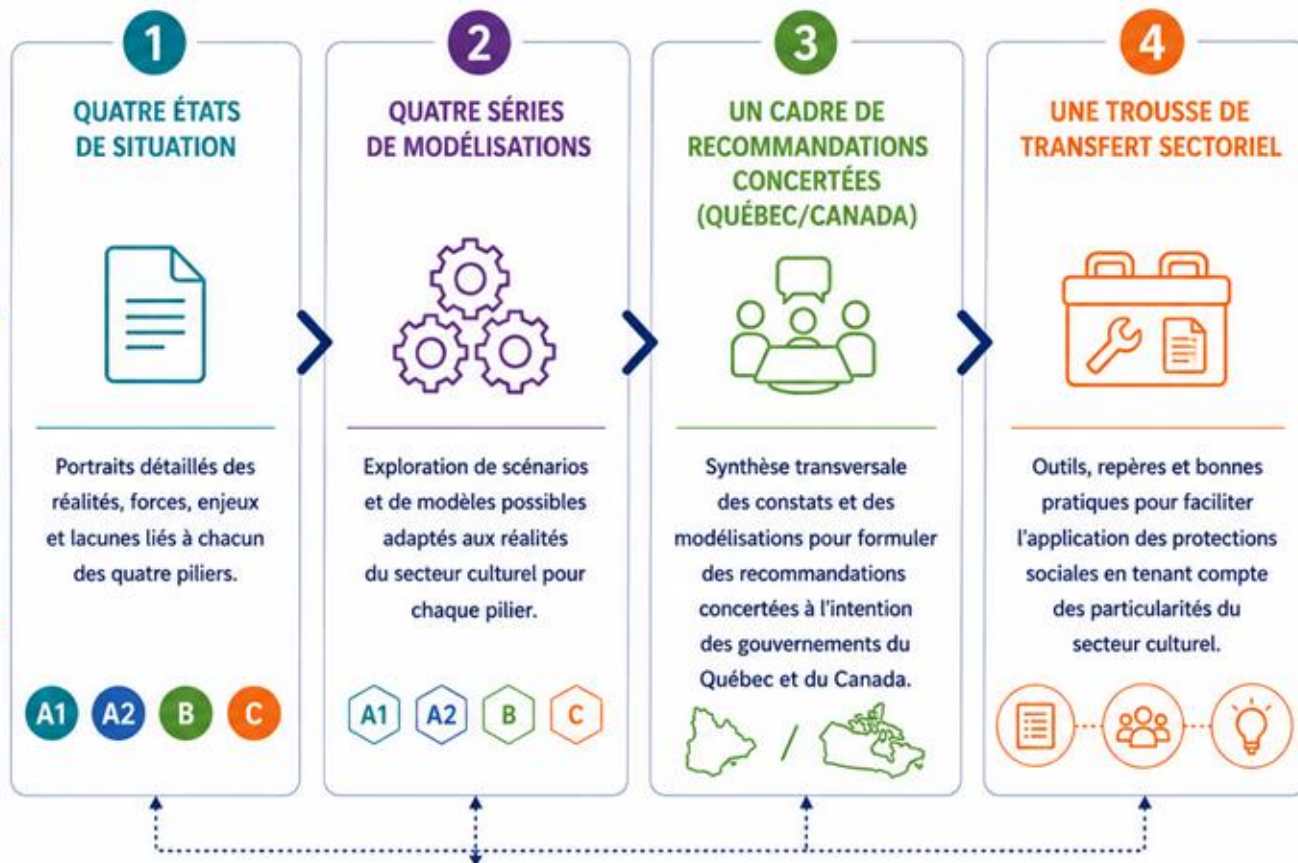 1
QUATRE ÉTATS
DE SITUATION
Portraits détaillés des
réalités, forces, enjeux
et lacunes liés à chacun
des quatre piliers.
A1 A2 B C
2
QUATRE SÉRIES
DE MODÉLISATIONS
Exploration de scénarios
et de modèles possibles
adaptés aux réalités
du secteur culturel pour
chaque pilier.
A1 A2 B C
3
UN CADRE DE
RECOMMANDATIONS
CONCERTÉES
(QUÉBEC/CANADA)
Synthèse transversale
des constats et des
modélisations pour formuler
des recommandations
concertées à l'intention
des gouvernements du
Québec et du Canada.
/
4
UNE TROUSSE DE
TRANSFERT SECTORIEL
Outils, repères et bonnes
pratiques pour faciliter
l'application des protections
sociales en tenant compte
des particularités du
secteur culturel.